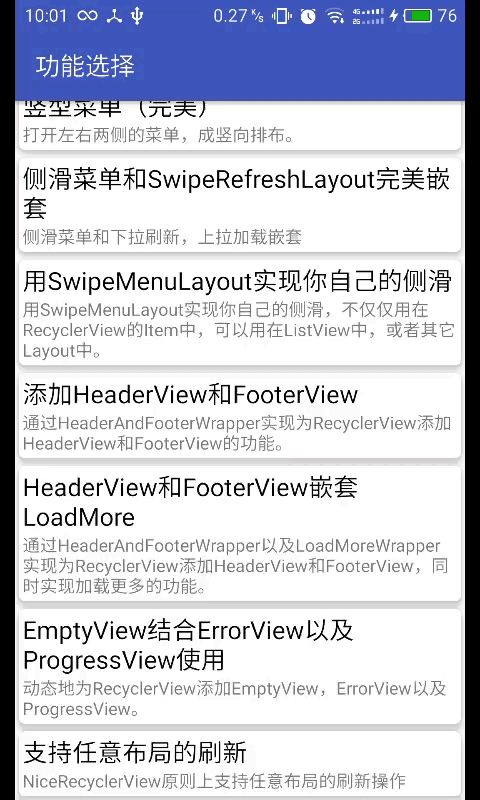 10:01
0.27 K/s
4G
2G
76
功能选择
竖型菜单（完美）
打开左右两侧的菜单，成竖向排布。
侧滑菜单和SwipeRefreshLayout完美嵌
套
侧滑菜单和下拉刷新，上拉加载嵌套
用SwipeMenuLayout实现你自己的侧滑
用SwipeMenuLayout实现你自己的侧滑，不仅仅用在
RecyclerView的Item中，可以用在ListView中，或者其它
Layout中。
添加HeaderView和FooterView
通过HeaderAndFooterWrapper实现为RecyclerView添加
HeaderView和FooterView的功能。
HeaderView和FooterView嵌套
LoadMore
通过HeaderAndFooterWrapper以及LoadMoreWrapper
实现为RecyclerView添加HeaderView和FooterView，同
时实现加载更多的功能。
EmptyView结合ErrorView以及
ProgressView使用
动态地为RecyclerView添加EmptyView，ErrorView以及
ProgressView。
支持任意布局的刷新
NiceRecyclerView原则上支持任意布局的刷新操作